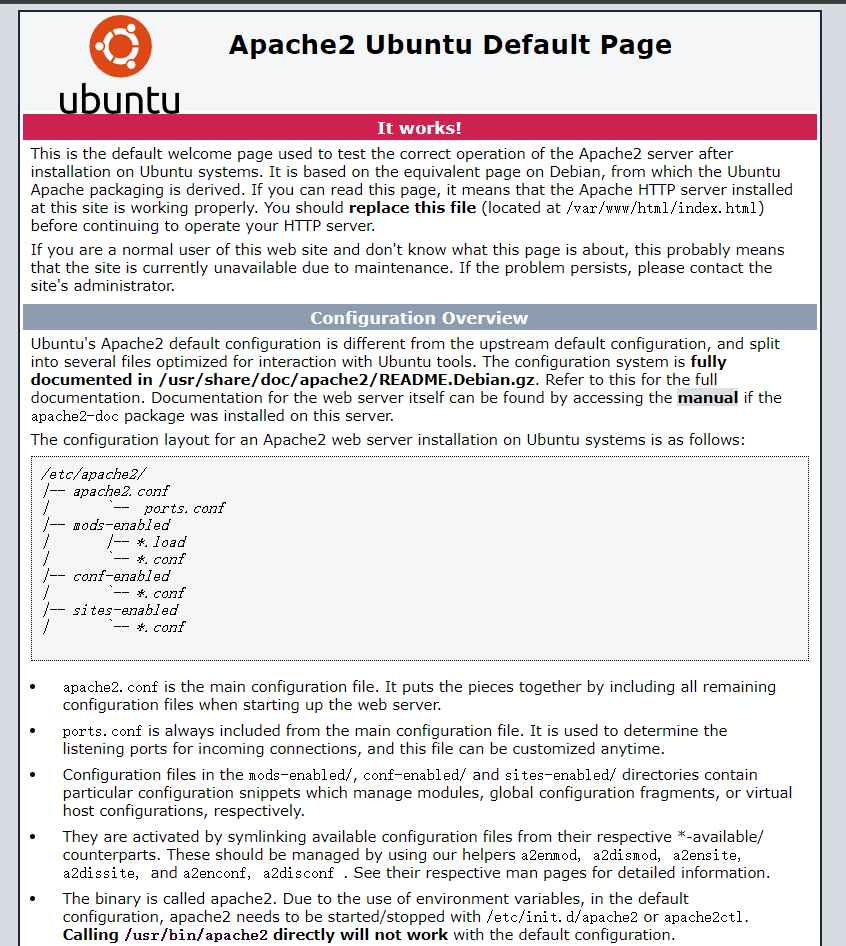 Apache2 Ubuntu Default Page
ubuntu
It works!
This is the default welcome page used to test the correct operation of the Apache2 server after
installation on Ubuntu systems. It is based on the equivalent page on Debian, from which the Ubuntu
Apache packaging is derived. If you can read this page, it means that the Apache HTTP server installed
at this site is working properly. You should replace this file (located at /var/www/html/index.html)
before continuing to operate your HTTP server.
If you are a normal user of this web site and don't know what this page is about, this probably means
that the site is currently unavailable due to maintenance. If the problem persists, please contact the
site's administrator.
Configuration Overview
Ubuntu's Apache2 default configuration is different from the upstream default configuration, and split
into several files optimized for interaction with Ubuntu tools. The configuration system is fully
documented in /usr/share/doc/apache2/README.Debian.gz. Refer to this for the full
documentation. Documentation for the web server itself can be found by accessing the manual if the
apache2-doc package was installed on this server.
The configuration layout for an Apache2 web server installation on Ubuntu systems is as follows:
/etc/apache2/
|-- apache2.conf
|       `--  ports.conf
|-- mods-enabled
|       |-- *.load
|       `-- *.conf
|-- conf-enabled
|       `-- *.conf
|-- sites-enabled
|       `-- *.conf
• apache2.conf is the main configuration file. It puts the pieces together by including all remaining
configuration files when starting up the web server.
• ports.conf is always included from the main configuration file. It is used to determine the
listening ports for incoming connections, and this file can be customized anytime.
• Configuration files in the mods-enabled/, conf-enabled/ and sites-enabled/ directories contain
particular configuration snippets which manage modules, global configuration fragments, or virtual
host configurations, respectively.
• They are activated by symlinking available configuration files from their respective *-available/
counterparts. These should be managed by using our helpers a2enmod, a2dismod, a2ensite,
a2dissite, and a2enconf, a2disconf . See their respective man pages for detailed information.
• The binary is called apache2. Due to the use of environment variables, in the default
configuration, apache2 needs to be started/stopped with /etc/init.d/apache2 or apache2ctl.
Calling /usr/bin/apache2 directly will not work with the default configuration.